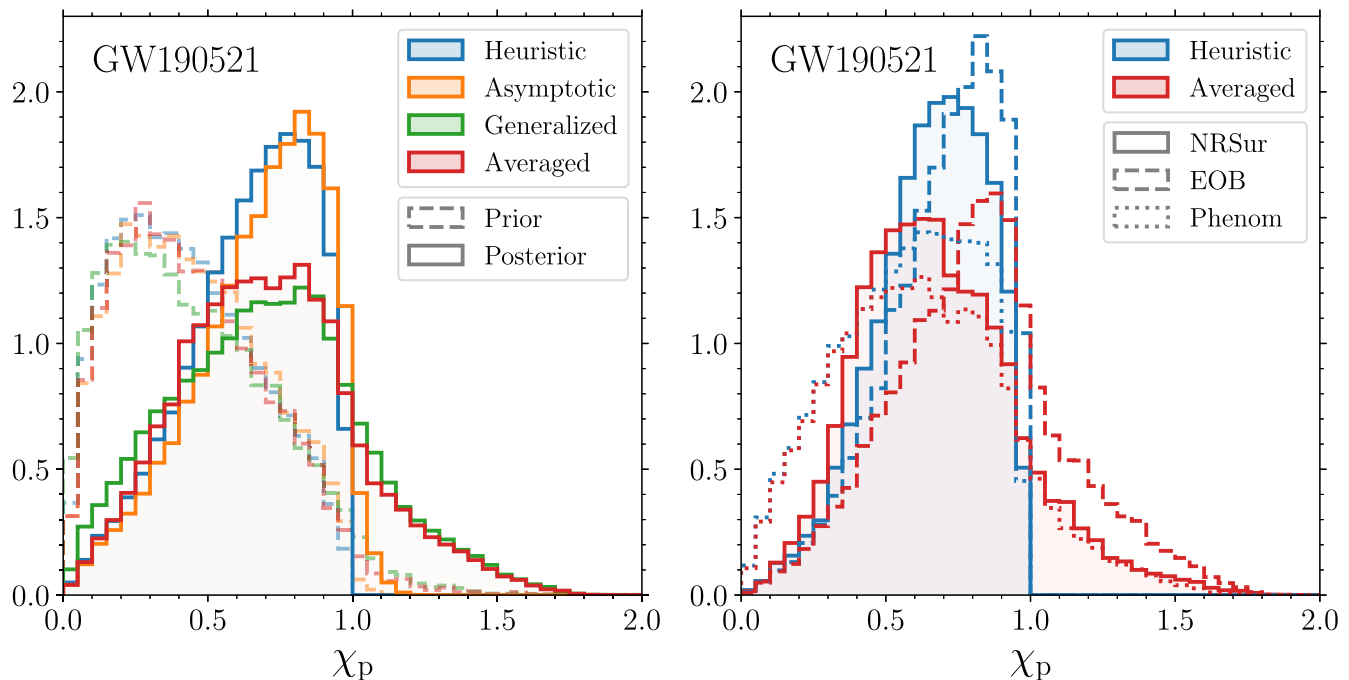 GW190521
Heuristic
Asymptotic
Generalized
Averaged
Prior
Posterior
2.0
1.5
1.0
0.5
0.0
0.0 0.5 1.0 1.5 2.0
χp
GW190521
Heuristic
Averaged
NRSur
EOB
Phenom
2.0
1.5
1.0
0.5
0.0
0.0 0.5 1.0 1.5 2.0
χp